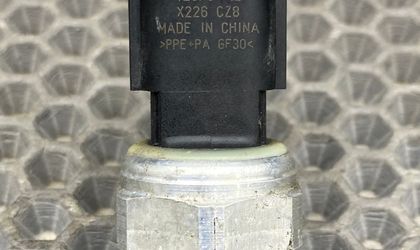 X226 CZ8
MADE IN CHINA
>PPE+PA GF30<